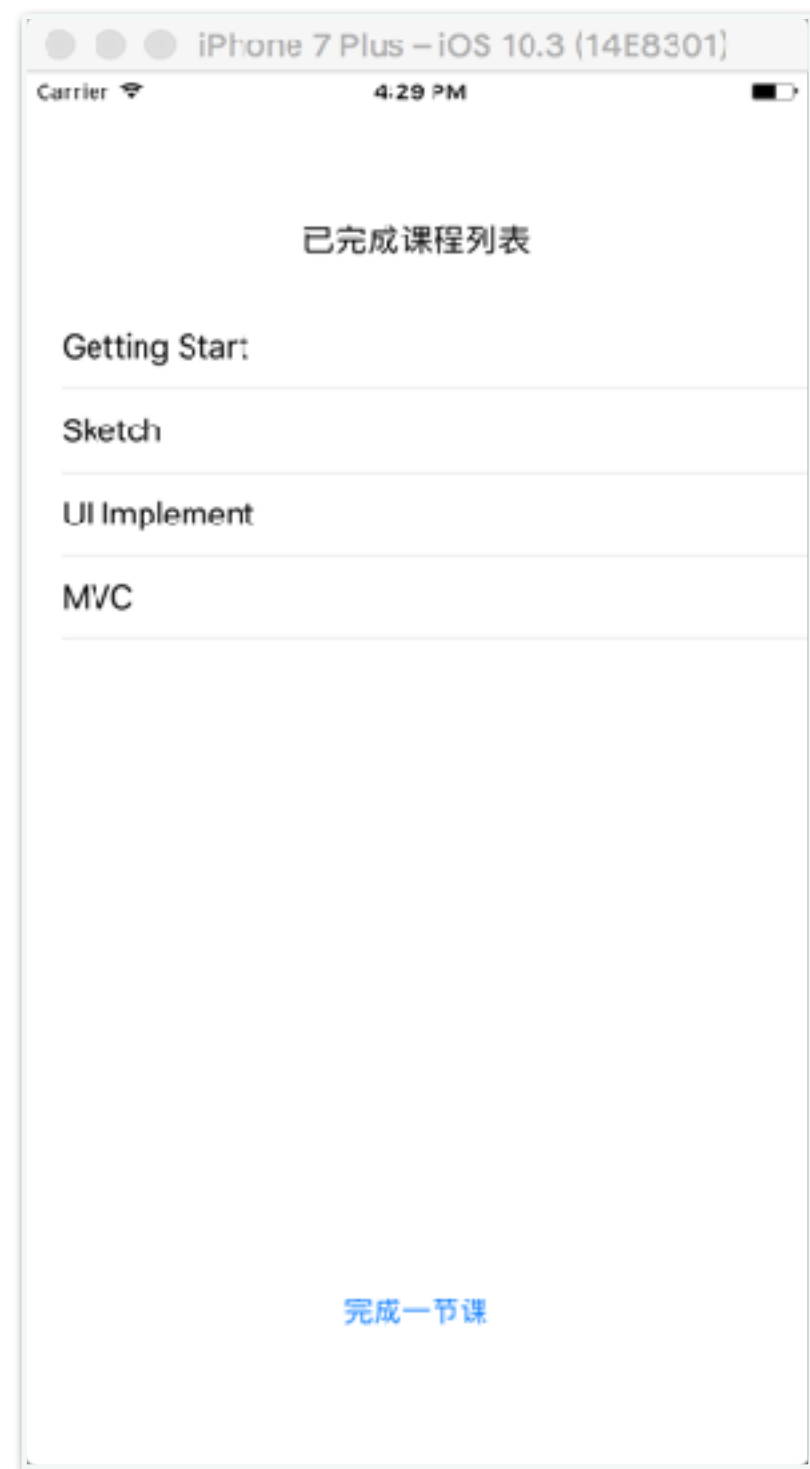 iPhone 7 Plus – iOS 10.3 (14E8301)
Carrier 4:29 PM
已完成课程列表
Getting Start
Sketch
UI Implement
MVC
完成一节课